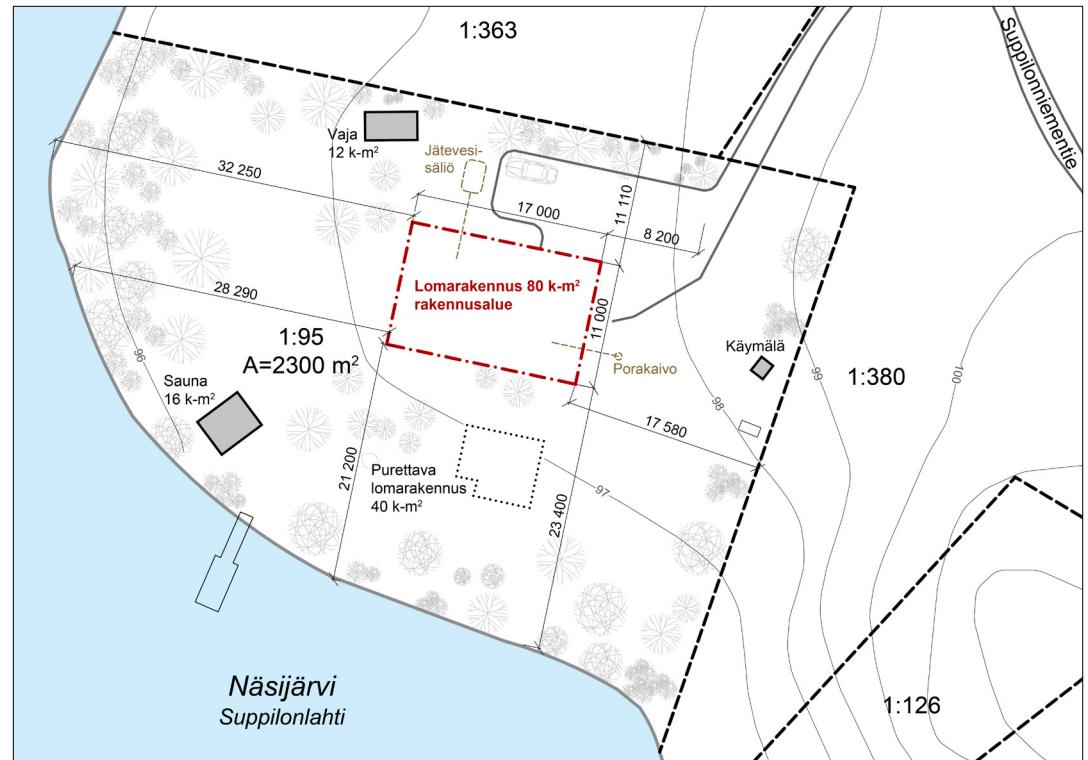 1:363
Suppilonniementie
Vaja
12 k-m²
Jätevesi-
säliö
32 250
17 000
11 110
8 200
Lomarakennus 80 k-m²
rakennusalue
28 290
11 000
1:95
A=2300 m²
96
Sauna
16 k-m²
Porakaivo
Käymälä
99
1:380
100
98
17 580
21 200
Purettava
lomarakennus
40 k-m²
97
23 400
Näsijärvi
Suppilonlahti
1:126